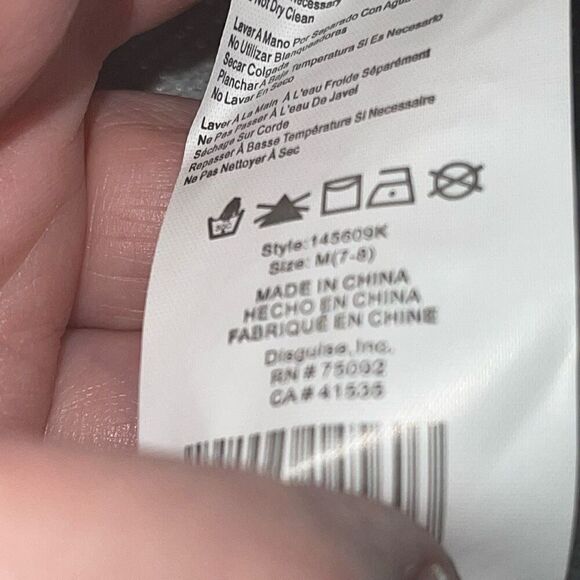 Necessary
Not Dry Clean
Lavar A Mano Por Separado Con Agua
No Utilizar Blanqueadores
Secar Colgada
Planchar A Baja Temperatura Si Es Necesario
No Lavar En Seco
Laver À La Main À L'eau Froide Séparément
Ne Pas Passer À L'eau De Javel
Séchage Sur Corde
Repasser À Basse Température Si Necessaire
Ne Pas Nettoyer À Sec
Style: 145609K
Size: M(7-8)
MADE IN CHINA
HECHO EN CHINA
FABRIQUÉ EN CHINE
Disguise, Inc.
RN # 75092
CA # 41535